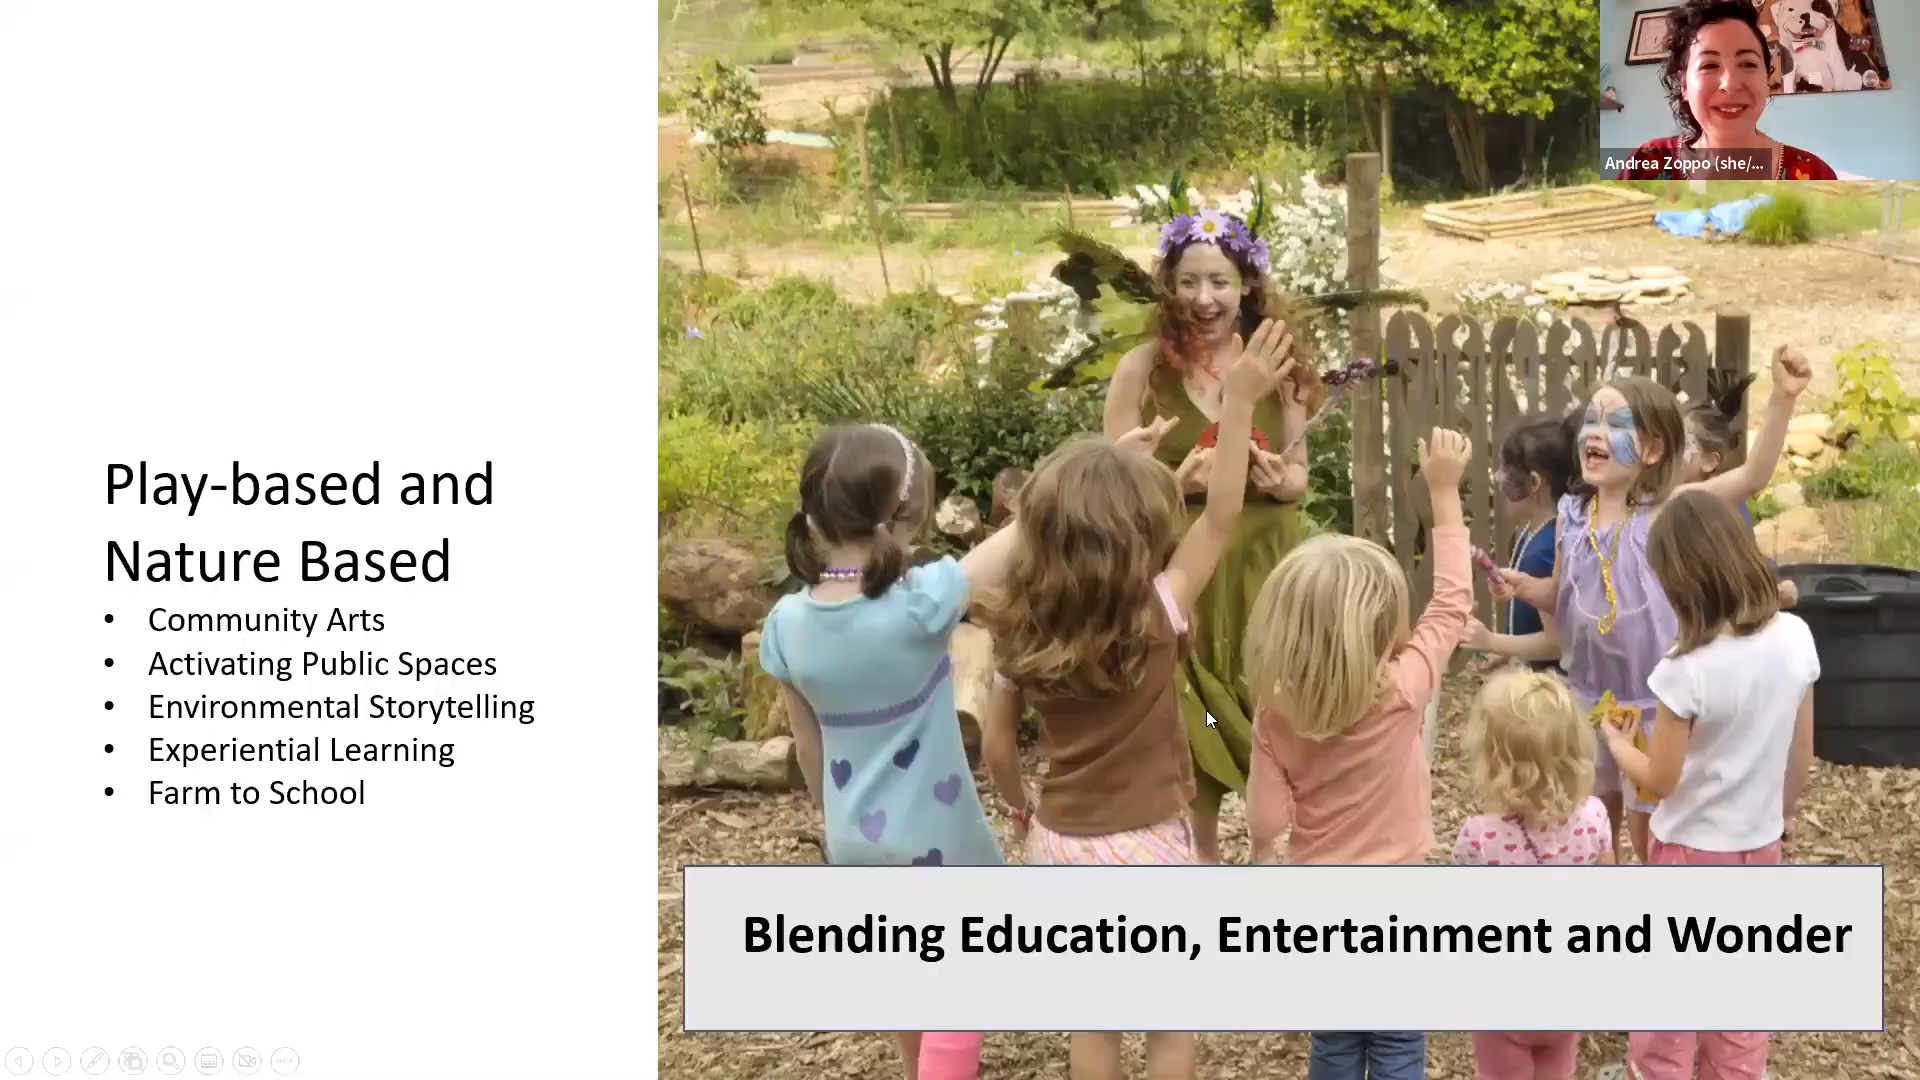 Andrea Zoppo (she/...
Play-based and
Nature Based
• Community Arts
• Activating Public Spaces
• Environmental Storytelling
• Experiential Learning
• Farm to School
Blending Education, Entertainment and Wonder